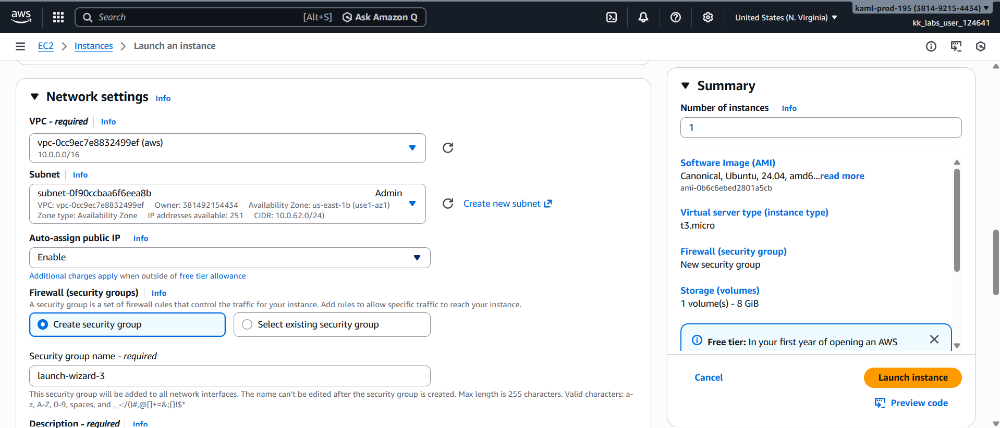 aws
Search [Alt+S] Ask Amazon Q
United States (N. Virginia)
kaml-prod-195 (3814-9215-4434)
kk_labs_user_124641
EC2 Instances Launch an instance
Network settings Info
VPC - required Info
vpc-0cc9ec7e8832499ef (aws)
10.0.0.0/16
Subnet Info
subnet-0f90ccbaa6f6eea8b Admin
VPC: vpc-0cc9ec7e8832499ef Owner: 381492154434 Availability Zone: us-east-1b (use1-az1)
Zone type: Availability Zone IP addresses available: 251 CIDR: 10.0.62.0/24)
Create new subnet
Auto-assign public IP Info
Enable
Additional charges apply when outside of free tier allowance
Firewall (security groups) Info
A security group is a set of firewall rules that control the traffic for your instance. Add rules to allow specific traffic to reach your instance.
Create security group
Select existing security group
Security group name - required
launch-wizard-3
This security group will be added to all network interfaces. The name can't be edited after the security group is created. Max length is 255 characters. Valid characters: a-
z, A-Z, 0-9, spaces, and ._-:/()#,@[]+=&;{}!$*
Description - required Info
Summary
Number of instances Info
1
Software Image (AMI)
Canonical, Ubuntu, 24.04, amd6...read more
ami-0b6c6ebed2801a5cb
Virtual server type (instance type)
t3.micro
Firewall (security group)
New security group
Storage (volumes)
1 volume(s) - 8 GiB
Free tier: In your first year of opening an AWS
Cancel
Launch instance
Preview code